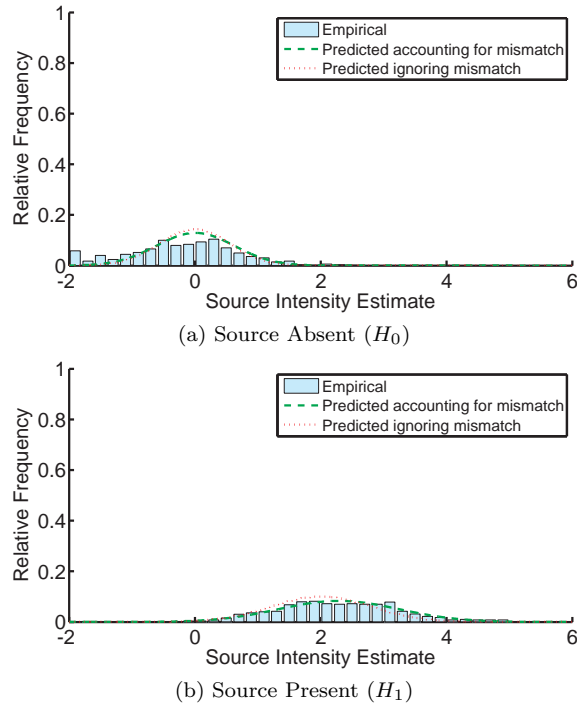 1
0.8
0.6
0.4
0.2
0
Relative Frequency
Empirical
Predicted accounting for mismatch
Predicted ignoring mismatch
-2 0 2 4 6
Source Intensity Estimate
(a) Source Absent (H₀)
1
0.8
0.6
0.4
0.2
0
Relative Frequency
Empirical
Predicted accounting for mismatch
Predicted ignoring mismatch
-2 0 2 4 6
Source Intensity Estimate
(b) Source Present (H₁)